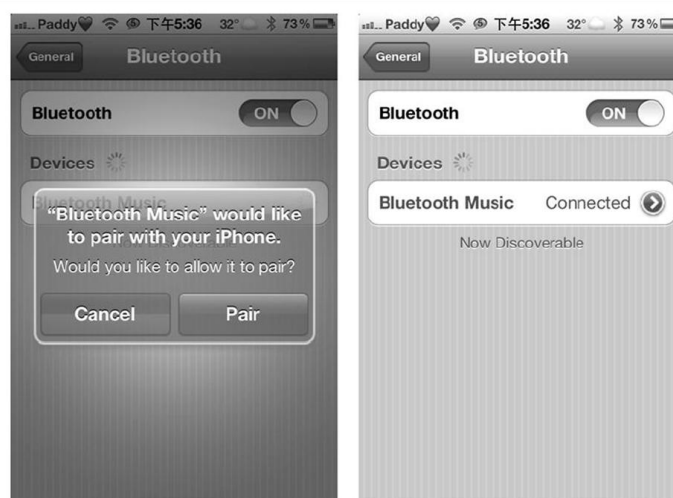 Paddy 下午5:36 32° 73%
General Bluetooth
Bluetooth ON
Devices
Bluetooth Music
“Bluetooth Music” would like
to pair with your iPhone.
Would you like to allow it to pair?
Cancel Pair
Paddy 下午5:36 32° 73%
General Bluetooth
Bluetooth ON
Devices
Bluetooth Music Connected
Now Discoverable